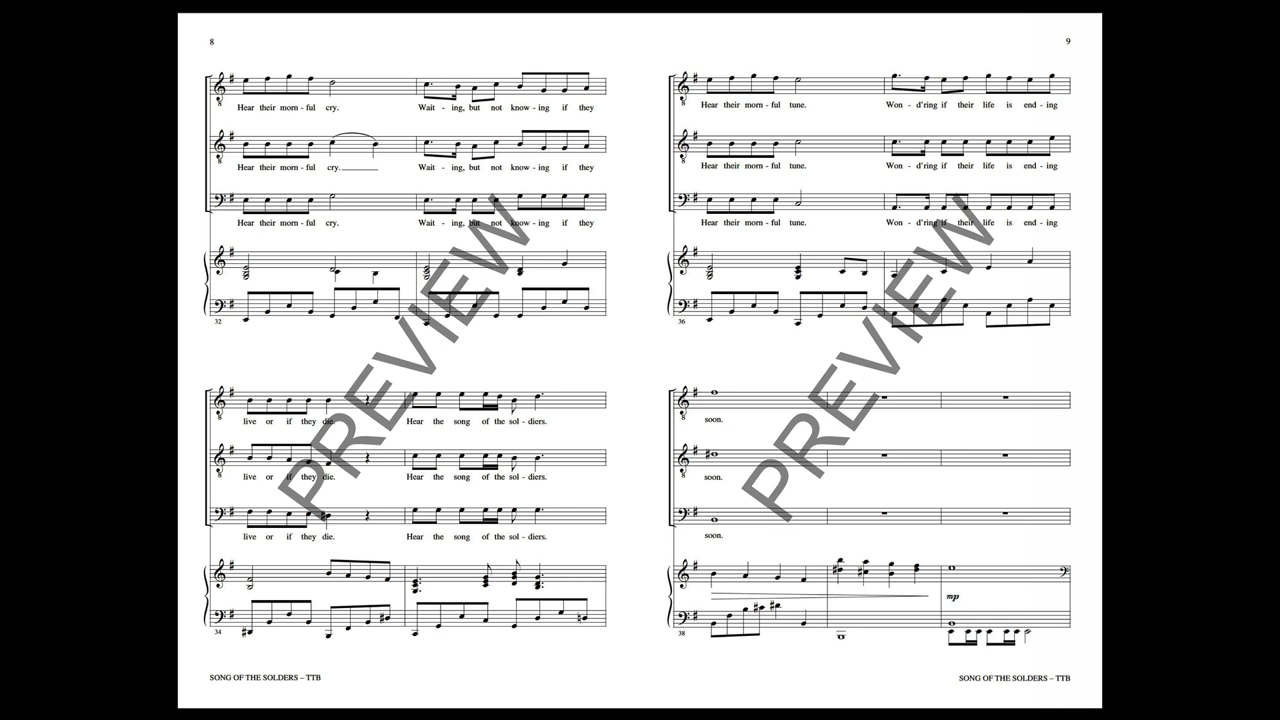 8
Hear their morn - ful cry. Wait - ing, but not know - ing if they
Hear their morn - ful cry. Wait - ing, but not know - ing if they
Hear their morn - ful cry. Wait - ing, but not know - ing if they
32
live or if they die. Hear the song of the sol - diers.
live or if they die. Hear the song of the sol - diers.
live or if they die. Hear the song of the sol - diers.
34
PREVIEW
SONG OF THE SOLDERS – TTB
9
Hear their morn - ful tune. Won - d'ring if their life is end - ing
Hear their morn - ful tune. Won - d'ring if their life is end - ing
Hear their morn - ful tune. Won - d'ring if their life is end - ing
36
soon.
soon.
soon.
mp
38
PREVIEW
SONG OF THE SOLDERS – TTB